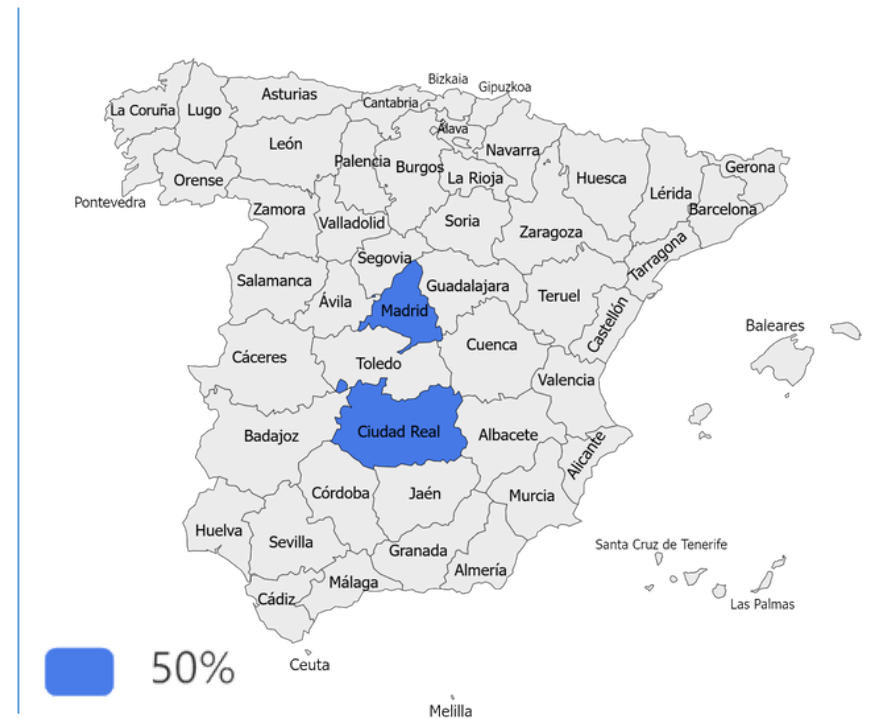 Bizkaia
Gipuzkoa
Asturias
Cantabria
La Coruña
Lugo
Álava
León
Navarra
Palencia
Burgos
Gerona
La Rioja
Huesca
Orense
Lérida
Pontevedra
Zamora
Barcelona
Valladolid
Soria
Zaragoza
Segovia
Tarragona
Salamanca
Guadalajara
Ávila
Teruel
Madrid
Castellón
Baleares
Cuenca
Cáceres
Toledo
Valencia
Ciudad Real
Badajoz
Albacete
Alicante
Córdoba
Jaén
Murcia
Huelva
Sevilla
Santa Cruz de Tenerife
Granada
Almería
Málaga
Cádiz
Las Palmas
Ceuta
50%
Melilla